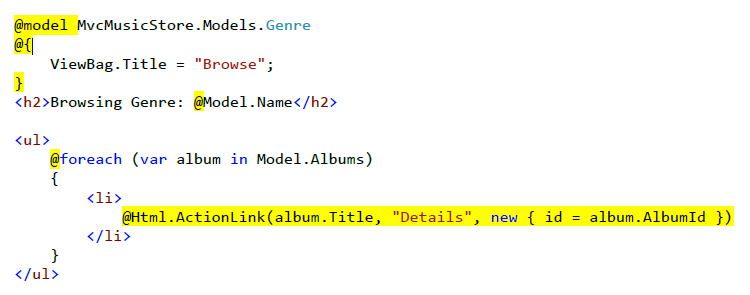 @model MvcMusicStore.Models.Genre
@{
    ViewBag.Title = "Browse";
}
<h2>Browsing Genre: @Model.Name</h2>

<ul>
    @foreach (var album in Model.Albums)
    {
        <li>
            @Html.ActionLink(album.Title, "Details", new { id = album.AlbumId })
        </li>
    }
</ul>